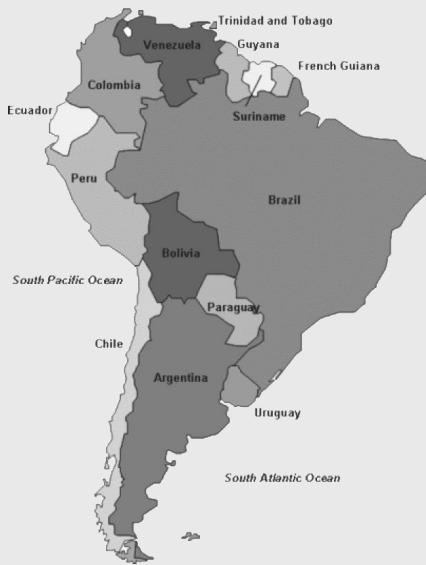 Trinidad and Tobago
Venezuela
Guyana
French Guiana
Colombia
Ecuador
Suriname
Peru
Brazil
Bolivia
South Pacific Ocean
Paraguay
Chile
Argentina
Uruguay
South Atlantic Ocean